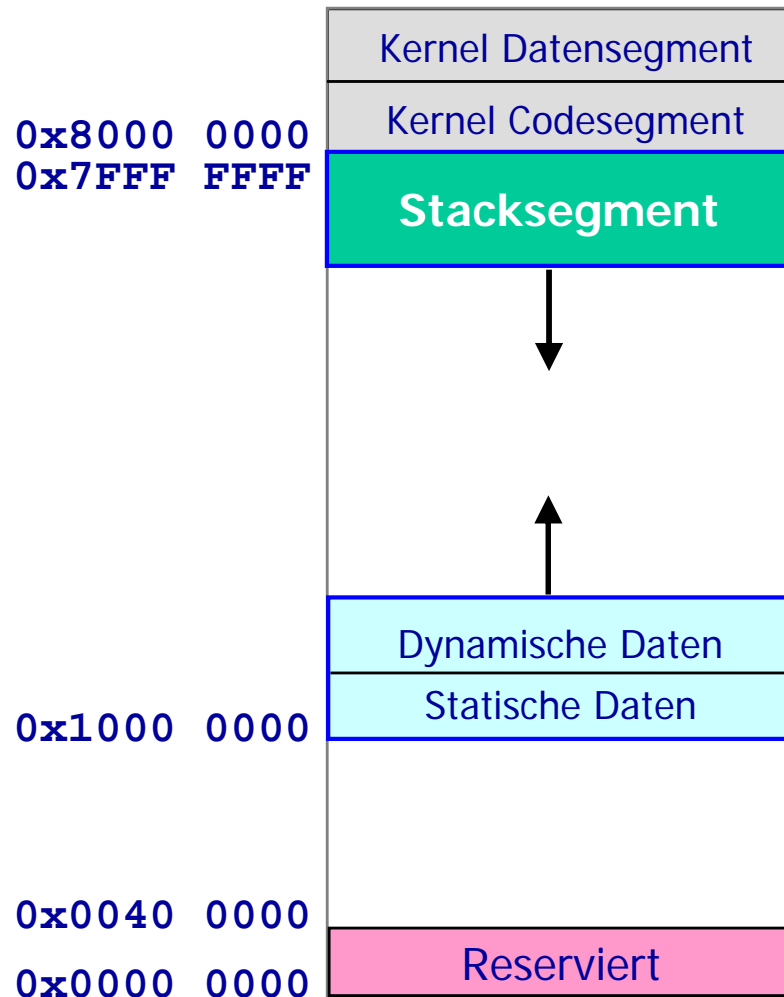 Kernel Datensegment
Kernel Codesegment
0x8000 0000
0x7FFF FFFF
Stacksegment
Dynamische Daten
Statische Daten
0x1000 0000
0x0040 0000
Reserviert
0x0000 0000